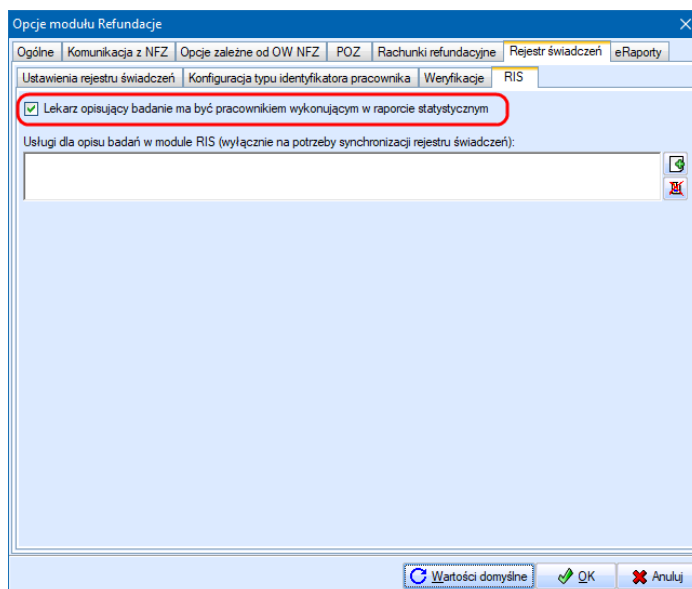 Opcje modułu Refundacje
Ogólne Komunikacja z NFZ Opcje zależne od OW NFZ POZ Rachunki refundacyjne Rejestr świadczeń eRaporty
Ustawienia rejestru świadczeń Konfiguracja typu identyfikatora pracownika Weryfikacje RIS
Lekarz opisujący badanie ma być pracownikiem wykonującym w raporcie statystycznym
Usługi dla opisu badań w module RIS (wyłącznie na potrzeby synchronizacji rejestru świadczeń):
Wartości domyślne OK Anuluj